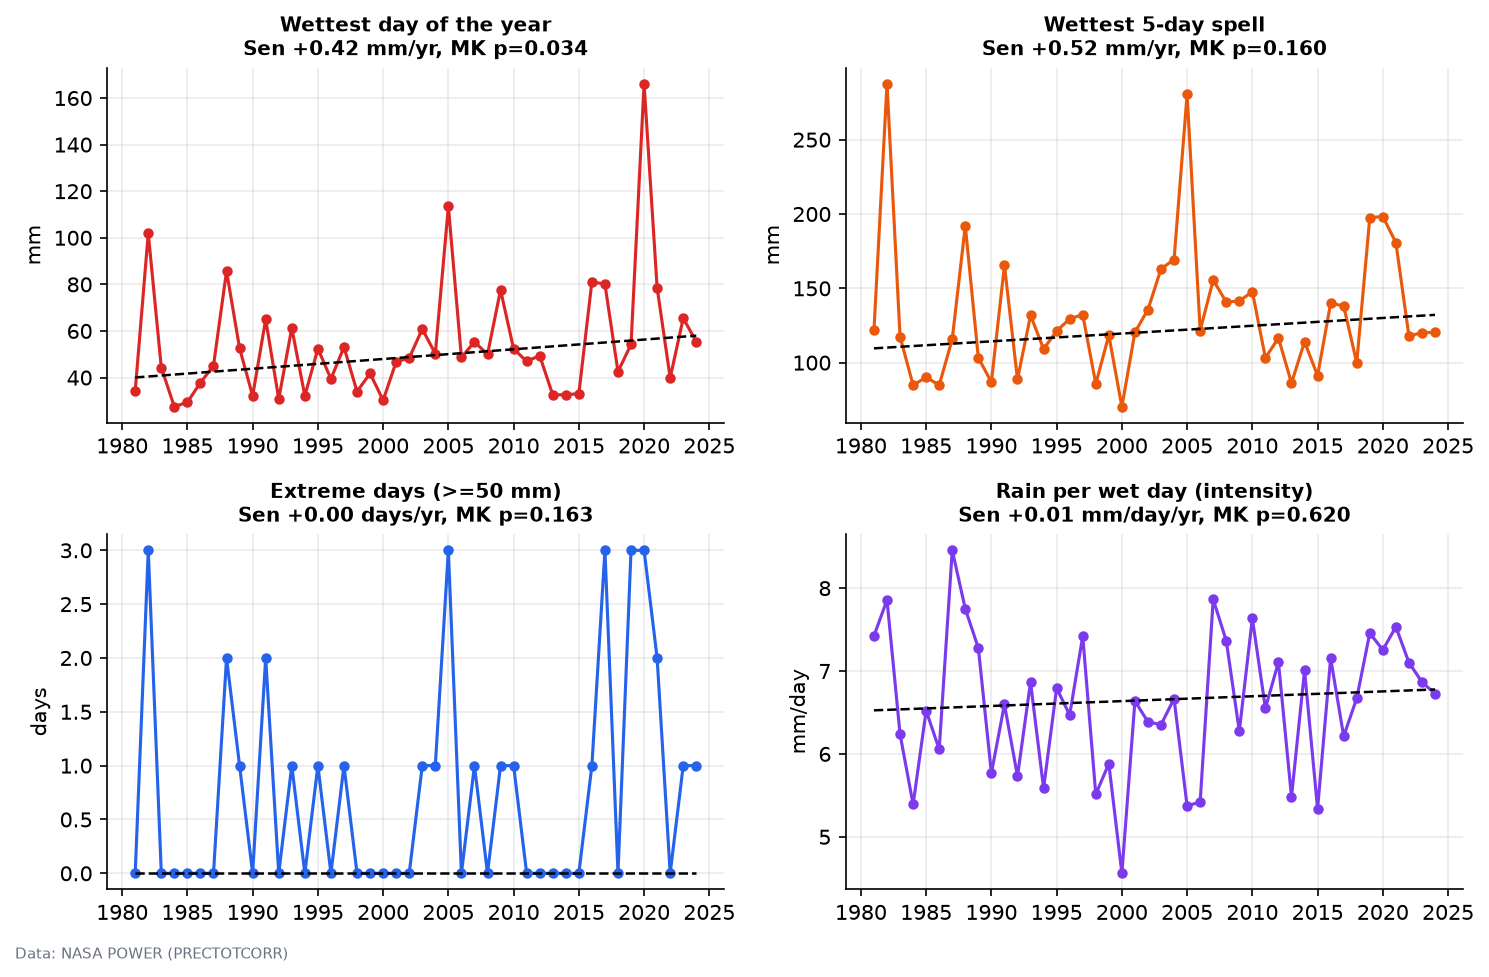 Wettest day of the year
Sen +0.42 mm/yr, MK p=0.034
mm
160
140
120
100
80
60
40
1980 1985 1990 1995 2000 2005 2010 2015 2020 2025
Wettest 5-day spell
Sen +0.52 mm/yr, MK p=0.160
mm
250
200
150
100
1980 1985 1990 1995 2000 2005 2010 2015 2020 2025
Extreme days (>=50 mm)
Sen +0.00 days/yr, MK p=0.163
days
3.0
2.5
2.0
1.5
1.0
0.5
0.0
1980 1985 1990 1995 2000 2005 2010 2015 2020 2025
Rain per wet day (intensity)
Sen +0.01 mm/day/yr, MK p=0.620
mm/day
8
7
6
5
1980 1985 1990 1995 2000 2005 2010 2015 2020 2025
Data: NASA POWER (PRECTOTCORR)